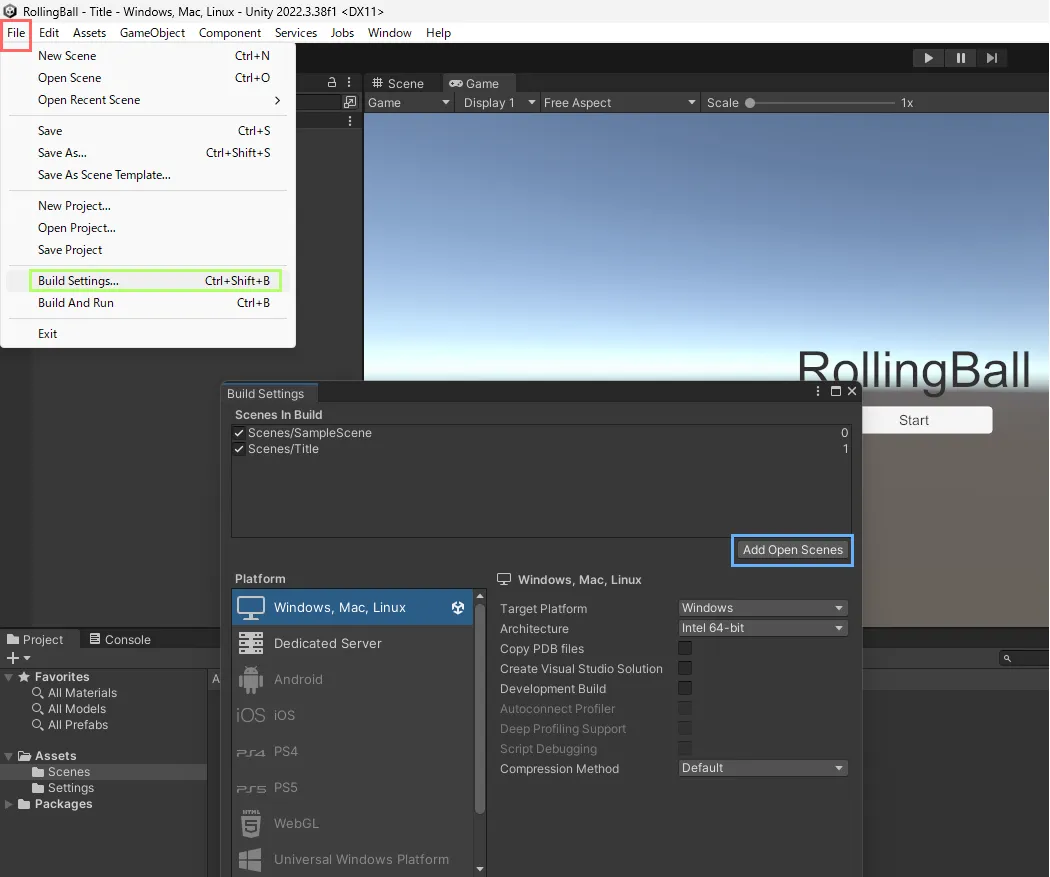 RollingBall - Title - Windows, Mac, Linux - Unity 2022.3.38f1 <DX11>
File Edit Assets GameObject Component Services Jobs Window Help
New Scene Ctrl+N
Open Scene Ctrl+O
Open Recent Scene
Save Ctrl+S
Save As... Ctrl+Shift+S
Save As Scene Template...
New Project...
Open Project...
Save Project
Build Settings... Ctrl+Shift+B
Build And Run Ctrl+B
Exit
Scene Game
Game Display 1 Free Aspect Scale 1x
RollingBall
Start
Build Settings
Scenes In Build
Scenes/SampleScene 0
Scenes/Title 1
Add Open Scenes
Platform
Windows, Mac, Linux
Dedicated Server
Android
iOS iOS
PS4 PS4
PS5 PS5
HTML 5 WebGL
Universal Windows Platform
Windows, Mac, Linux
Target Platform Windows
Architecture Intel 64-bit
Copy PDB files
Create Visual Studio Solution
Development Build
Autoconnect Profiler
Deep Profiling Support
Script Debugging
Compression Method Default
Project Console
Favorites
All Materials
All Models
All Prefabs
Assets
Scenes
Settings
Packages
A